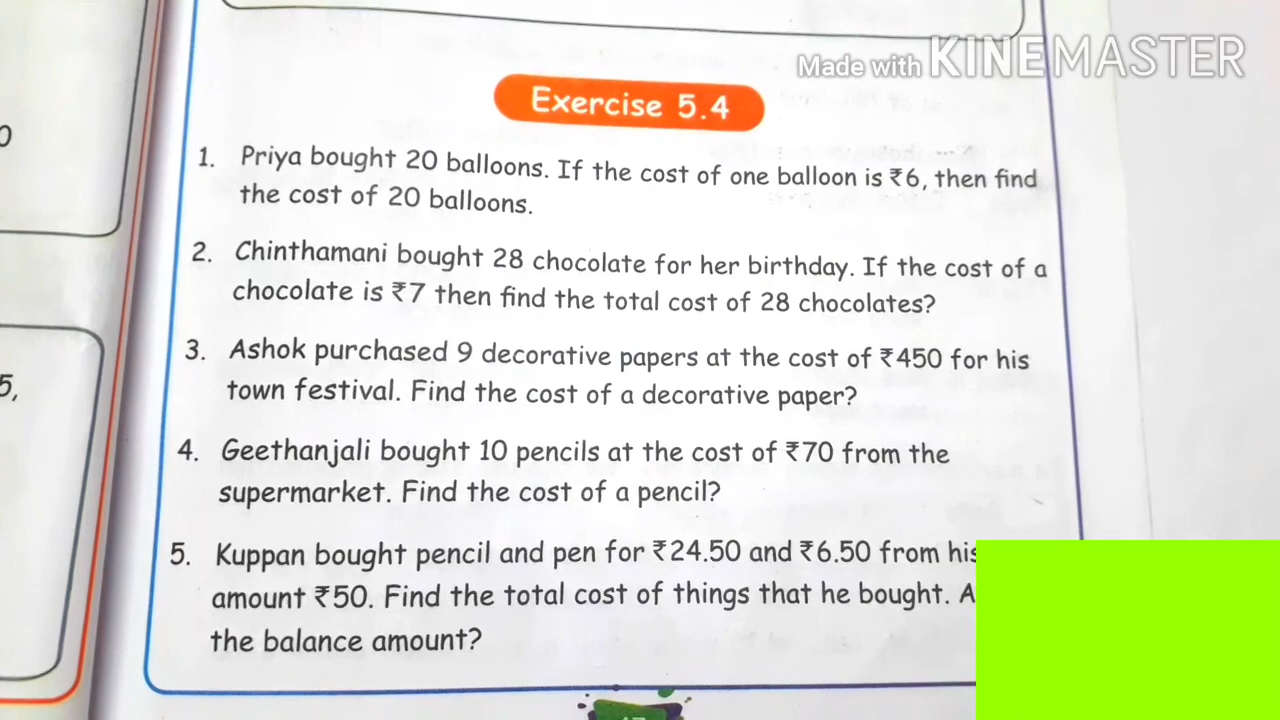 Made with KINEMASTER
Exercise 5.4
1. Priya bought 20 balloons. If the cost of one balloon is ₹6, then find
the cost of 20 balloons.
2. Chinthamani bought 28 chocolate for her birthday. If the cost of a
chocolate is ₹7 then find the total cost of 28 chocolates?
3. Ashok purchased 9 decorative papers at the cost of ₹450 for his
town festival. Find the cost of a decorative paper?
4. Geethanjali bought 10 pencils at the cost of ₹70 from the
supermarket. Find the cost of a pencil?
5. Kuppan bought pencil and pen for ₹24.50 and ₹6.50 from his
amount ₹50. Find the total cost of things that he bought. A
the balance amount?
0
5,